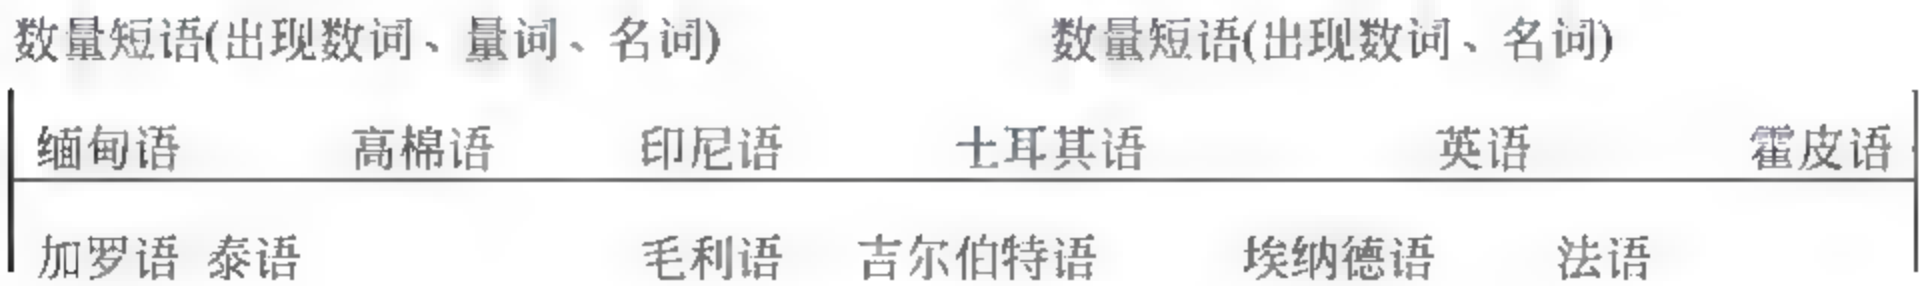 数量短语(出现数词、量词、名词) 数量短语(出现数词、名词)
缅甸语 高棉语 印尼语 土耳其语 英语 霍皮语
加罗语 泰语 毛利语 吉尔伯特语 埃纳德语 法语